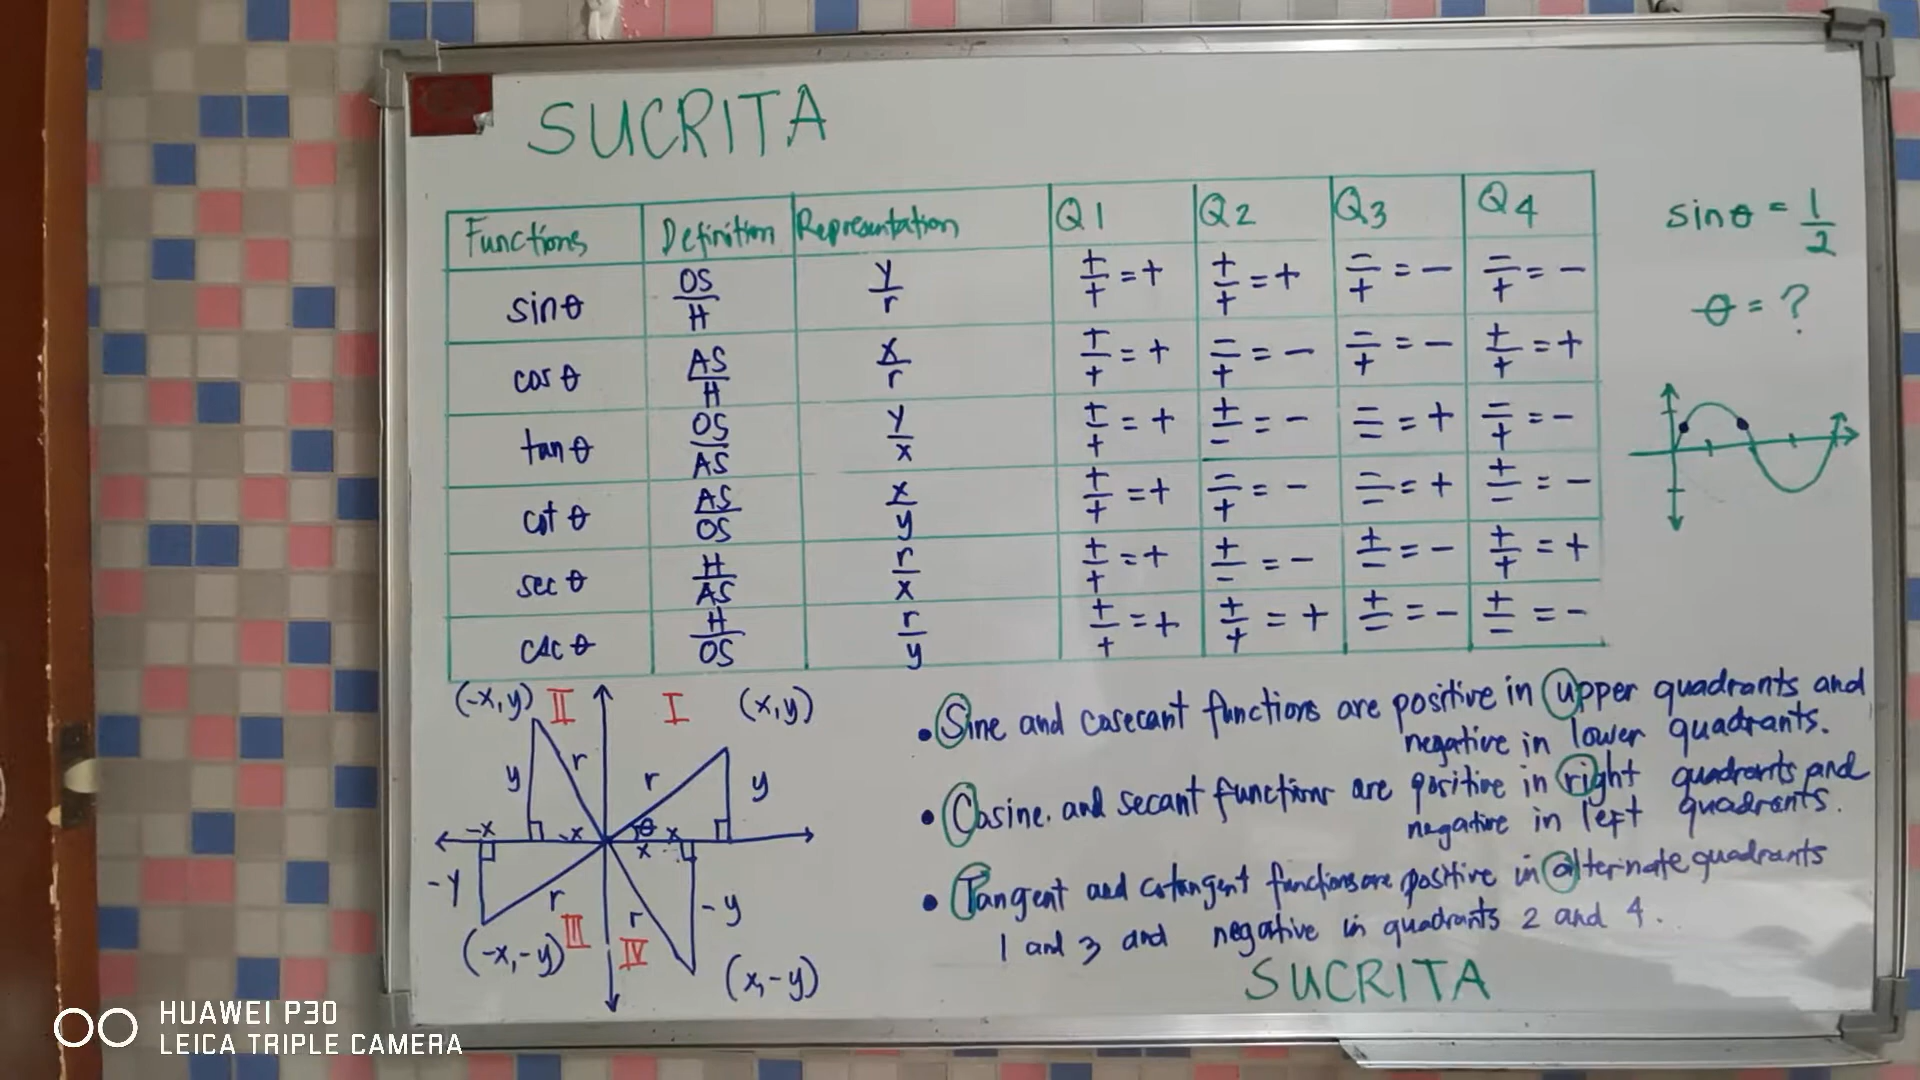 SUCRITA
Functions Definition Representation Q1 Q2 Q3 Q4
sinθ OS/H y/r +/+ = + +/+ = + -/+ = - -/+ = -
cosθ AS/H x/r +/+ = + -/+ = - -/+ = - +/+ = +
tanθ OS/AS y/x +/+ = + +/- = - -/- = + -/+ = -
cotθ AS/OS x/y +/+ = + -/+ = - -/- = + +/- = -
secθ H/AS r/x +/+ = + +/- = - +/- = - +/+ = +
cscθ H/OS r/y +/+ = + +/+ = + +/- = - +/- = -
sinθ = 1/2
θ = ?
(-x,y) II I (x,y)
y r r y
-x -x θ x
x
-y r r -y
III IV
(-x,-y) (x,-y)
• Sine and cosecant functions are positive in upper quadrants and
negative in lower quadrants.
• Cosine and secant functions are positive in right quadrants and
negative in left quadrants.
• Tangent and cotangent functions are positive in alternate quadrants
1 and 3 and negative in quadrants 2 and 4.
SUCRITA
HUAWEI P30
LEICA TRIPLE CAMERA